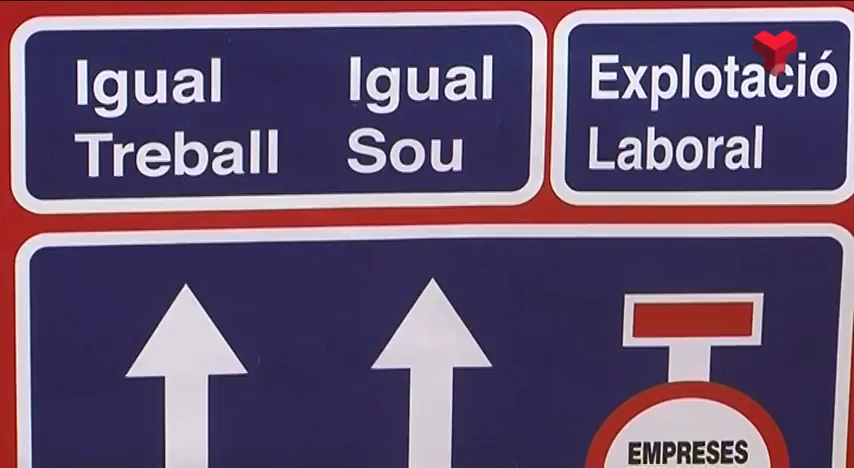 Igual
Treball
Igual
Sou
Explotació
Laboral
EMPRESES